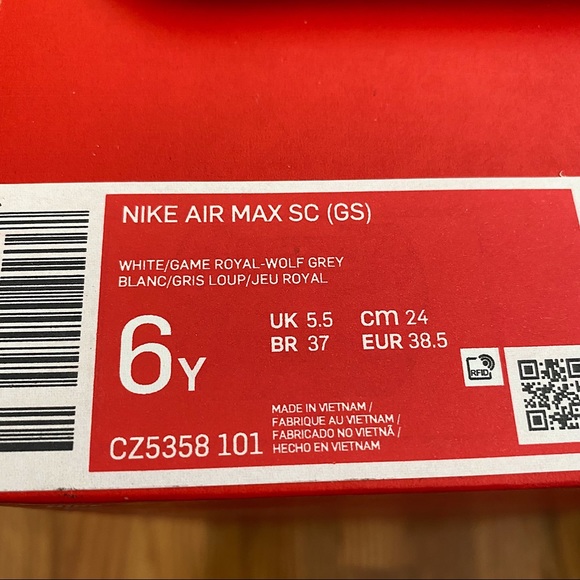 NIKE AIR MAX SC (GS)
WHITE/GAME ROYAL-WOLF GREY
BLANC/GRIS LOUP/JEU ROYAL
6Y
UK 5.5 cm 24
BR 37 EUR 38.5
RFID
MADE IN VIETNAM /
FABRIQUE AU VIETNAM /
FABRICADO NO VIETNÃ /
HECHO EN VIETNAM
CZ5358 101